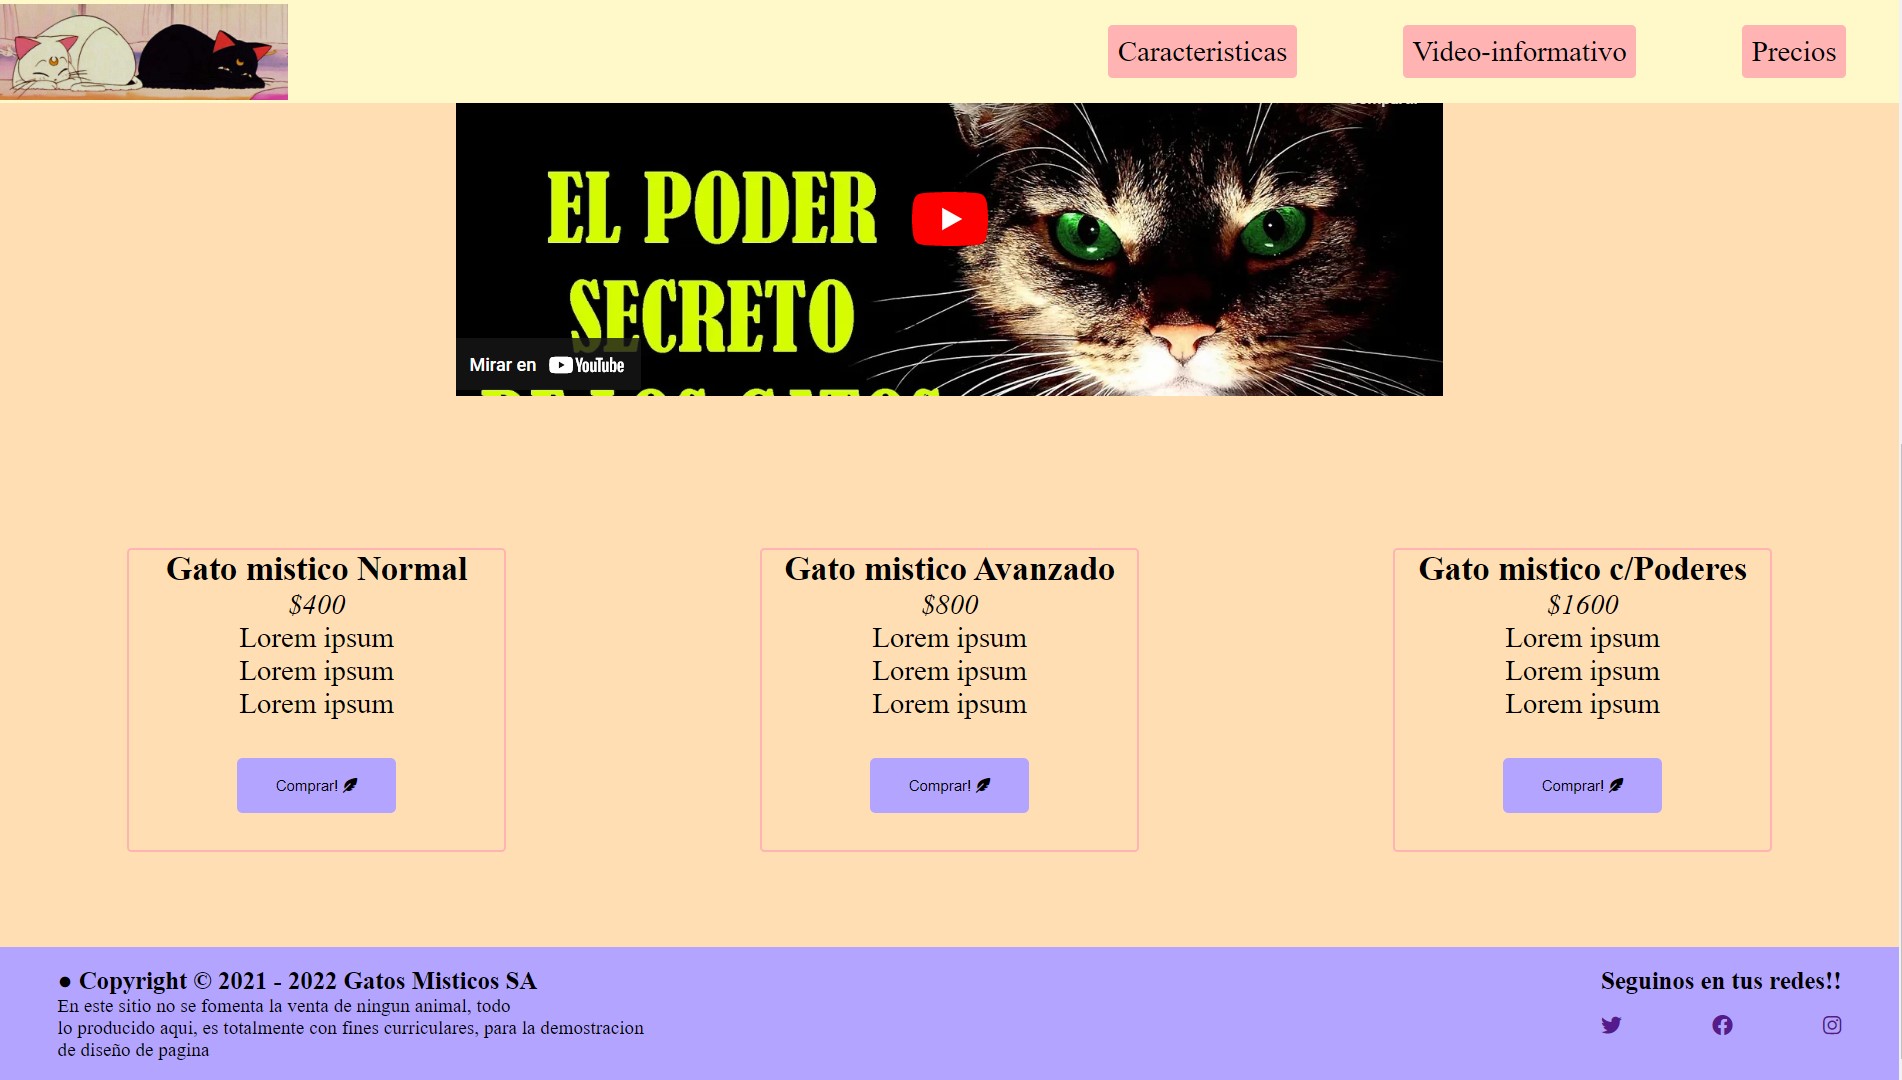 Caracteristicas
Video-informativo
Precios
EL PODER
SECRETO
DE LOS GATOS
Mirar en YouTube
Gato mistico Normal
$400
Lorem ipsum
Lorem ipsum
Lorem ipsum
Comprar!
Gato mistico Avanzado
$800
Lorem ipsum
Lorem ipsum
Lorem ipsum
Comprar!
Gato mistico c/Poderes
$1600
Lorem ipsum
Lorem ipsum
Lorem ipsum
Comprar!
● Copyright © 2021 - 2022 Gatos Misticos SA
En este sitio no se fomenta la venta de ningun animal, todo
lo producido aqui, es totalmente con fines curriculares, para la demostracion
de diseño de pagina
Seguinos en tus redes!!